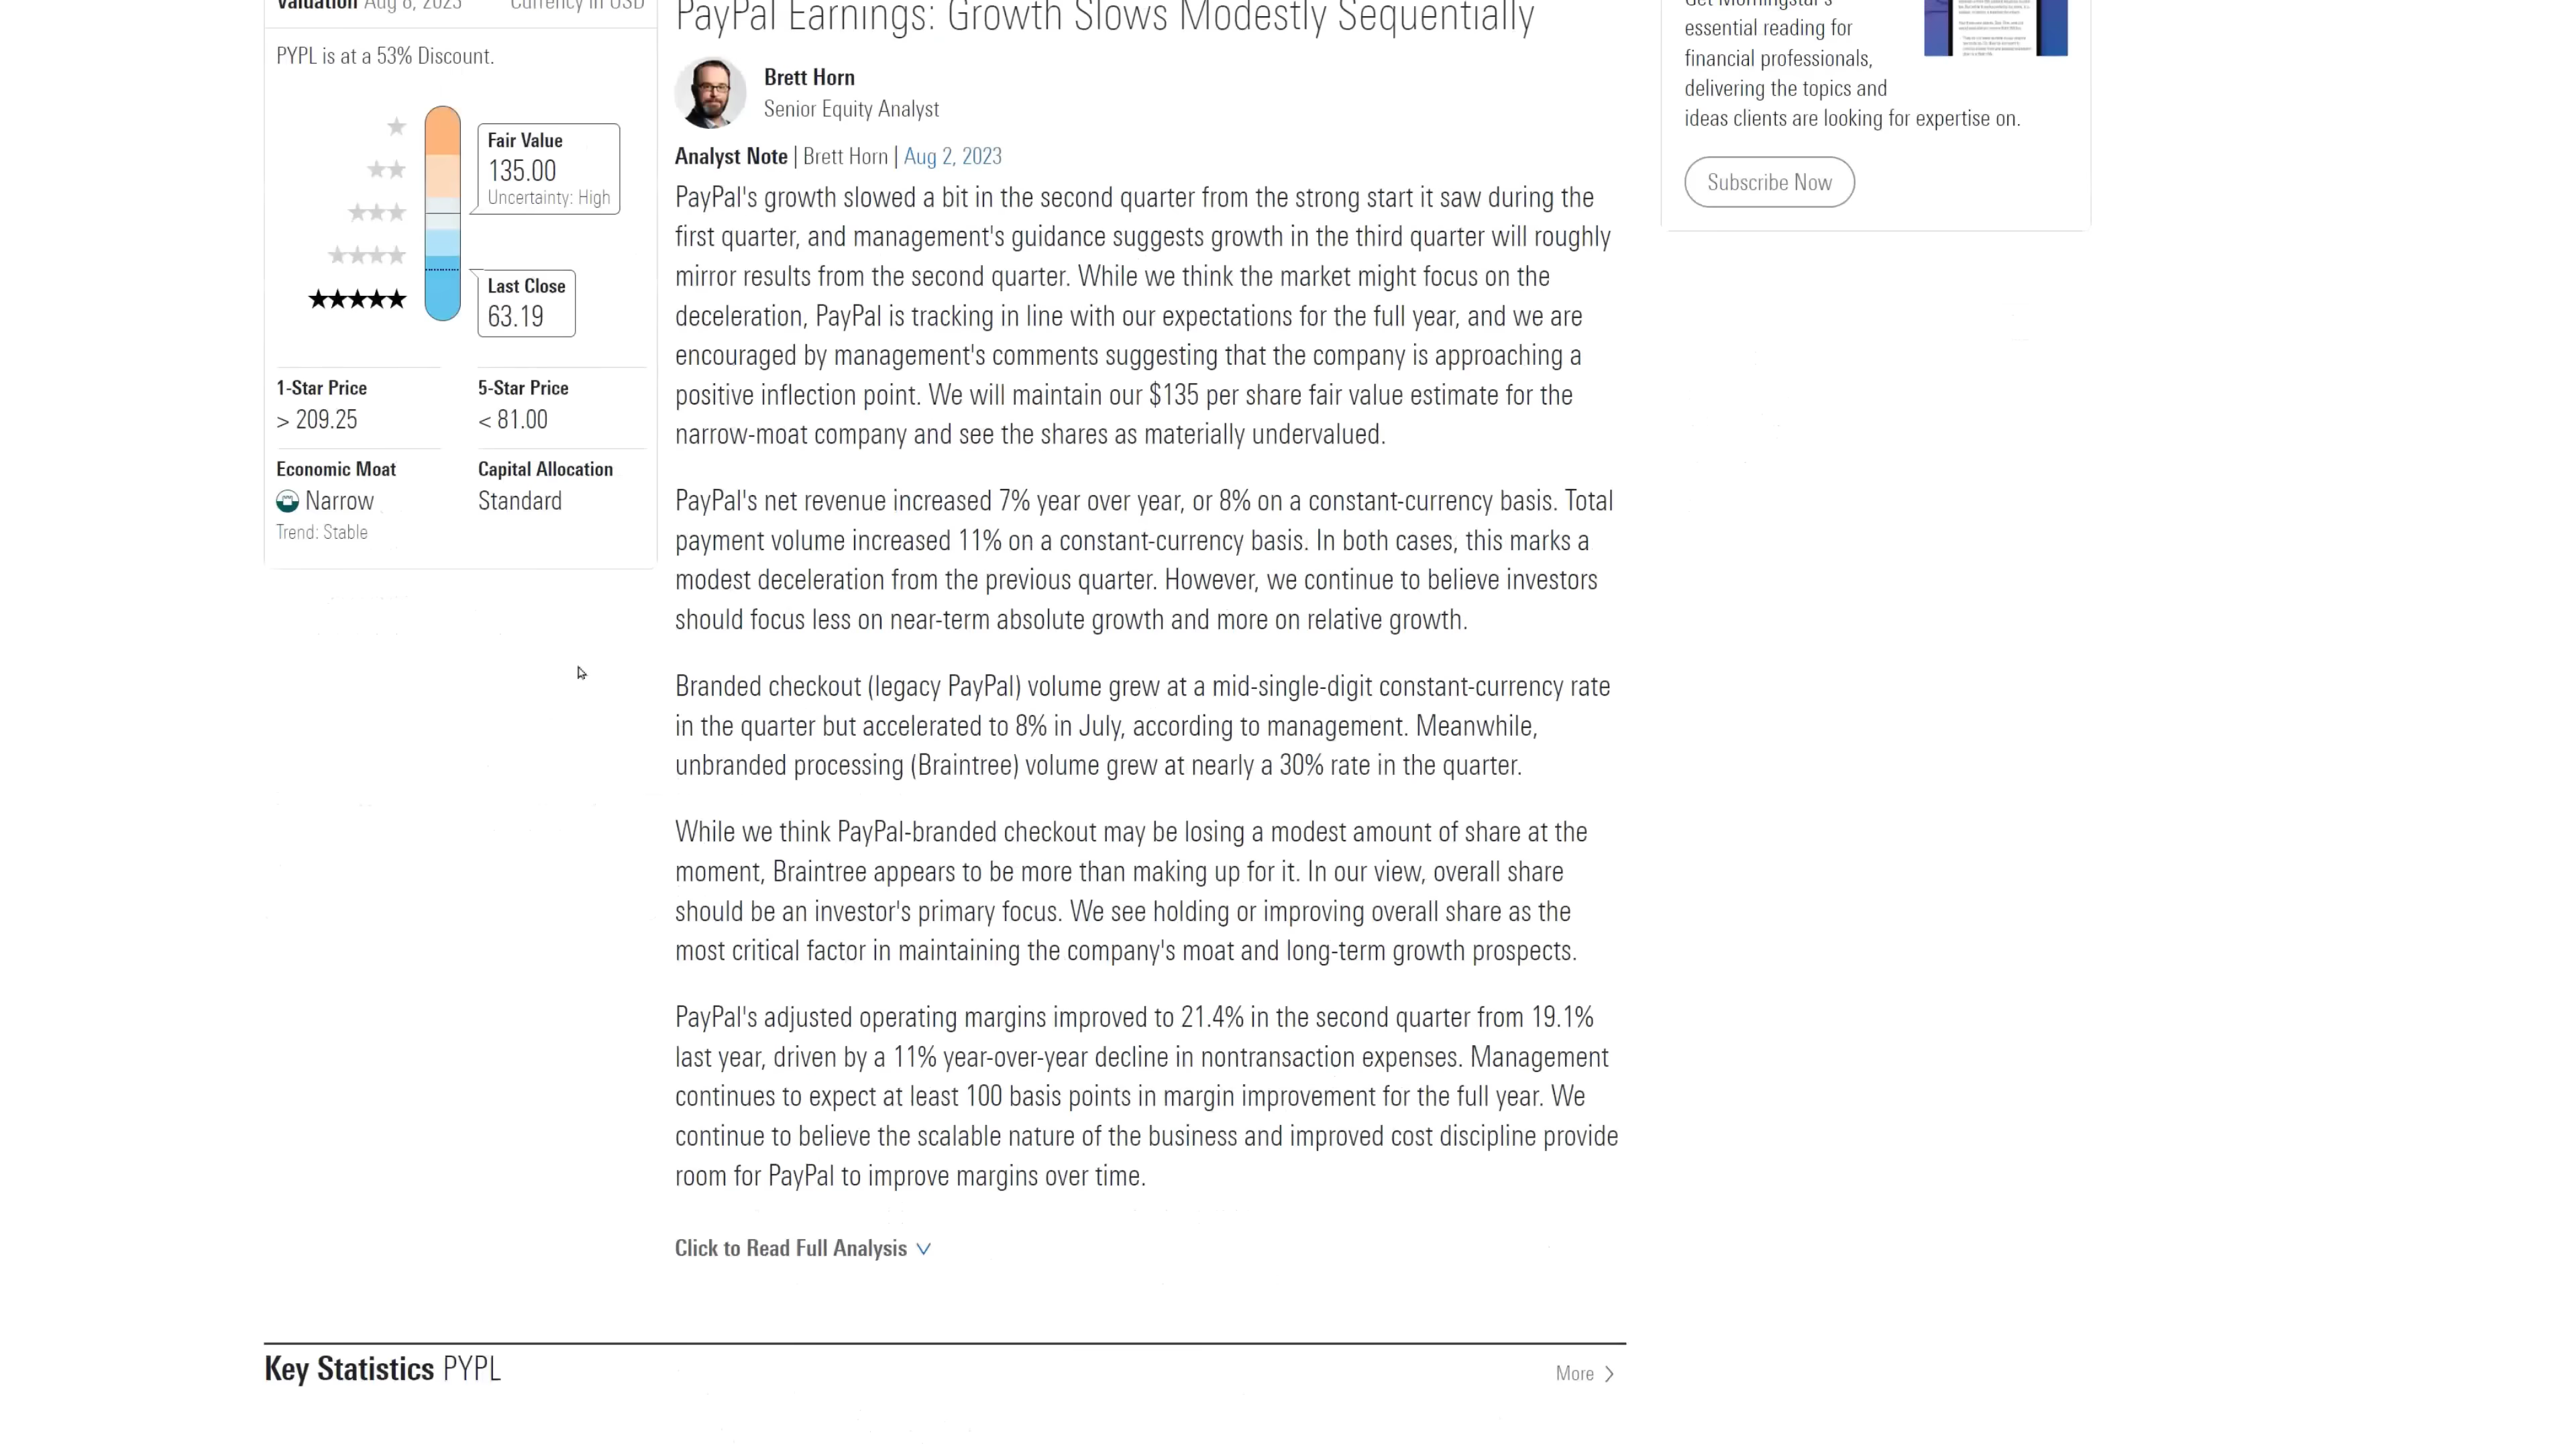 Valuation Aug 8, 2023 Currency in USD
PYPL is at a 53% Discount.
Fair Value
135.00
Uncertainty: High
Last Close
63.19
1-Star Price
> 209.25
5-Star Price
< 81.00
Economic Moat
Narrow
Trend: Stable
Capital Allocation
Standard
PayPal Earnings: Growth Slows Modestly Sequentially
Brett Horn
Senior Equity Analyst
Analyst Note | Brett Horn | Aug 2, 2023
PayPal's growth slowed a bit in the second quarter from the strong start it saw during the
first quarter, and management's guidance suggests growth in the third quarter will roughly
mirror results from the second quarter. While we think the market might focus on the
deceleration, PayPal is tracking in line with our expectations for the full year, and we are
encouraged by management's comments suggesting that the company is approaching a
positive inflection point. We will maintain our $135 per share fair value estimate for the
narrow-moat company and see the shares as materially undervalued.
PayPal's net revenue increased 7% year over year, or 8% on a constant-currency basis. Total
payment volume increased 11% on a constant-currency basis. In both cases, this marks a
modest deceleration from the previous quarter. However, we continue to believe investors
should focus less on near-term absolute growth and more on relative growth.
Branded checkout (legacy PayPal) volume grew at a mid-single-digit constant-currency rate
in the quarter but accelerated to 8% in July, according to management. Meanwhile,
unbranded processing (Braintree) volume grew at nearly a 30% rate in the quarter.
While we think PayPal-branded checkout may be losing a modest amount of share at the
moment, Braintree appears to be more than making up for it. In our view, overall share
should be an investor's primary focus. We see holding or improving overall share as the
most critical factor in maintaining the company's moat and long-term growth prospects.
PayPal's adjusted operating margins improved to 21.4% in the second quarter from 19.1%
last year, driven by a 11% year-over-year decline in nontransaction expenses. Management
continues to expect at least 100 basis points in margin improvement for the full year. We
continue to believe the scalable nature of the business and improved cost discipline provide
room for PayPal to improve margins over time.
Click to Read Full Analysis
Get Morningstar's
essential reading for
financial professionals,
delivering the topics and
ideas clients are looking for expertise on.
Subscribe Now
Key Statistics PYPL
More